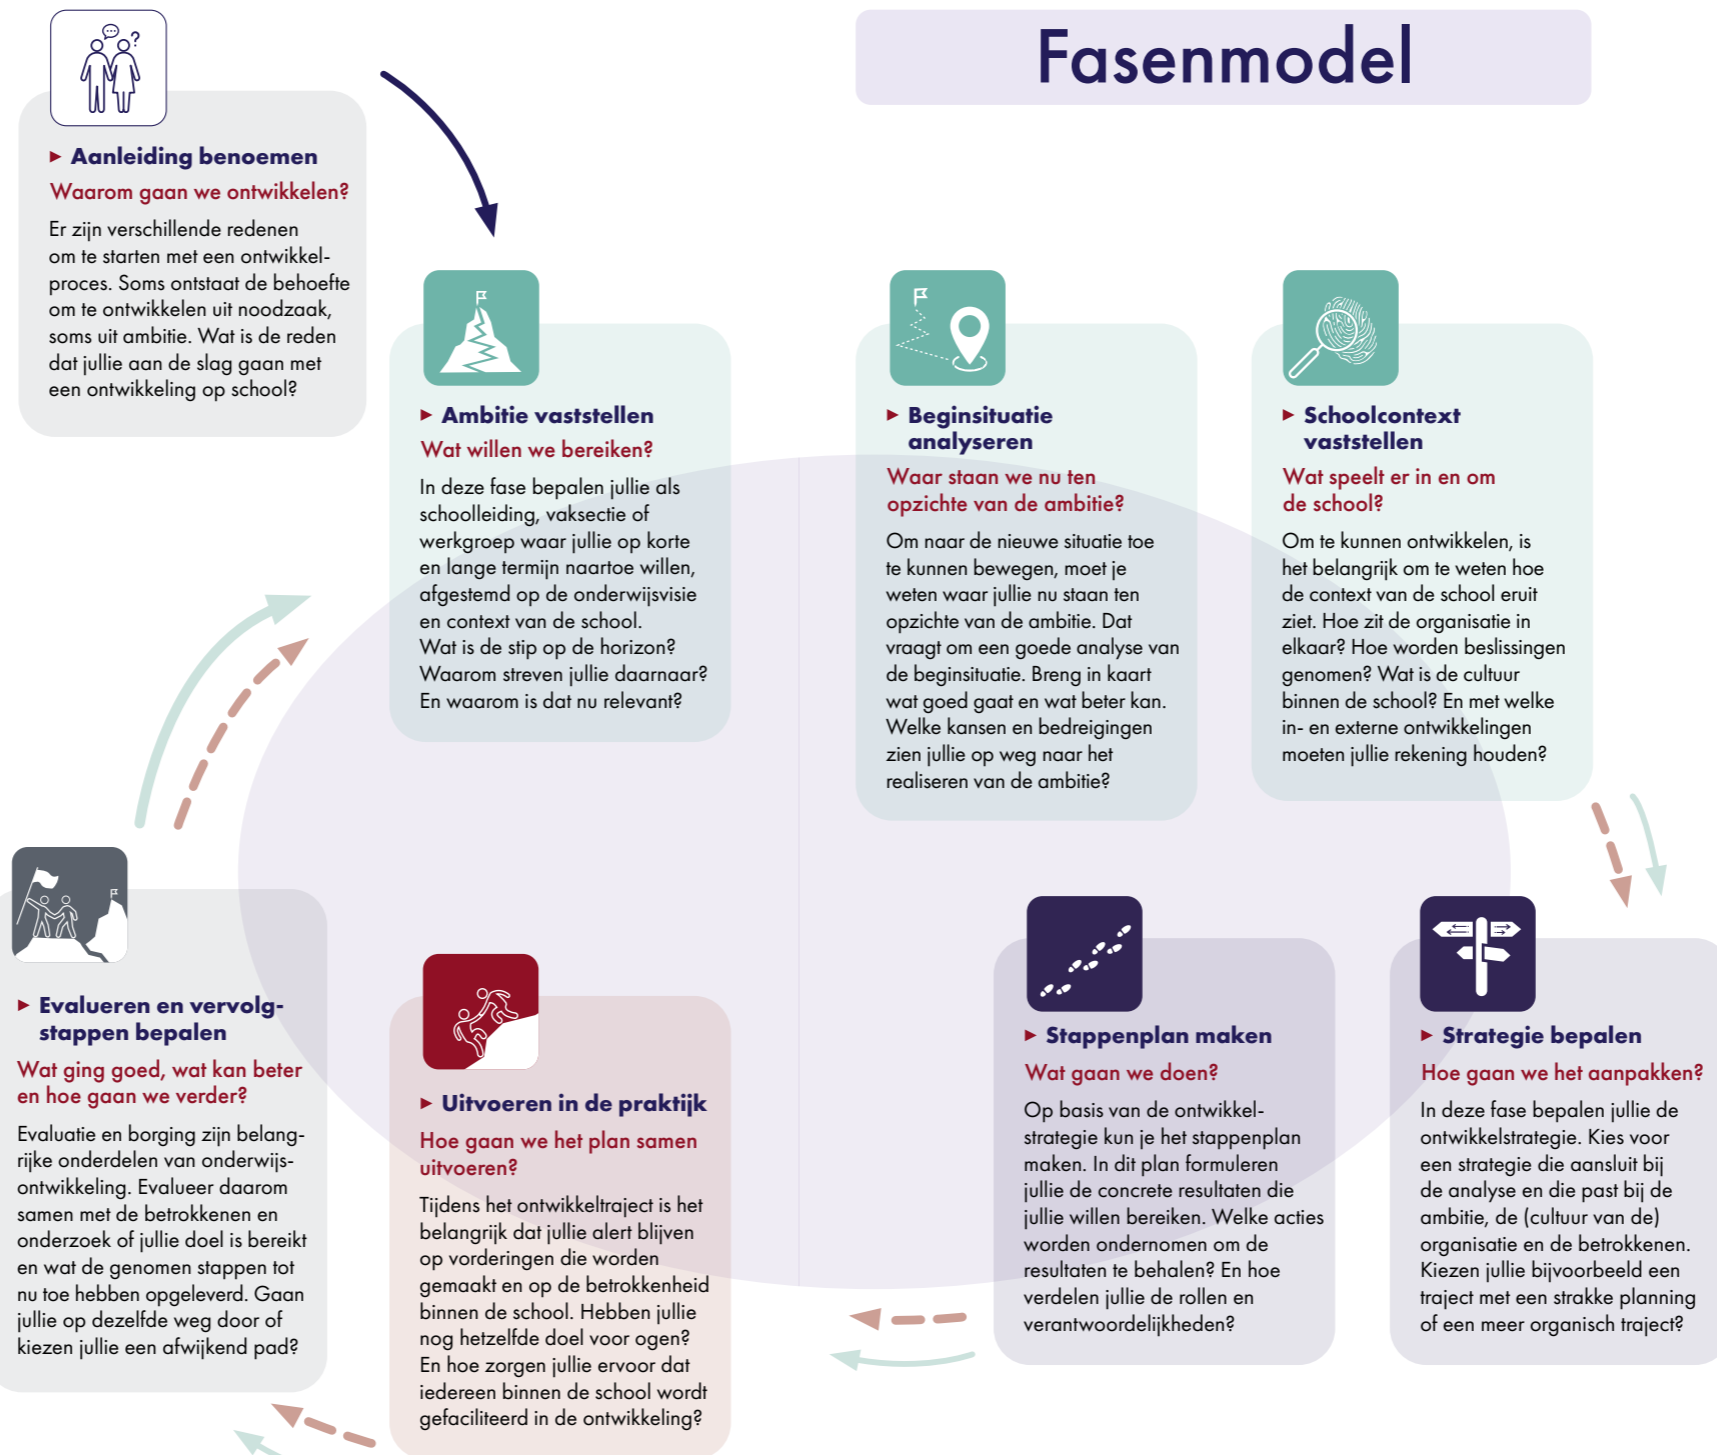 Fasenmodel
Aanleiding benoemen
Waarom gaan we ontwikkelen?
Er zijn verschillende redenen
om te starten met een ontwikkel-
proces. Soms ontstaat de behoefte
om te ontwikkelen uit noodzaak,
soms uit ambitie. Wat is de reden
dat jullie aan de slag gaan met
een ontwikkeling op school?
Ambitie vaststellen
Wat willen we bereiken?
In deze fase bepalen jullie als
schoolleiding, vaksectie of
werkgroep waar jullie op korte
en lange termijn naartoe willen,
afgestemd op de onderwijsvisie
en context van de school.
Wat is de stip op de horizon?
Waarom streven jullie daarnaar?
En waarom is dat nu relevant?
Beginsituatie
analyseren
Waar staan we nu ten
opzichte van de ambitie?
Om naar de nieuwe situatie toe
te kunnen bewegen, moet je
weten waar jullie nu staan ten
opzichte van de ambitie. Dat
vraagt om een goede analyse van
de beginsituatie. Breng in kaart
wat goed gaat en wat beter kan.
Welke kansen en bedreigingen
zien jullie op weg naar het
realiseren van de ambitie?
Schoolcontext
vaststellen
Wat speelt er in en om
de school?
Om te kunnen ontwikkelen, is
het belangrijk om te weten hoe
de context van de school eruit
ziet. Hoe zit de organisatie in
elkaar? Hoe worden beslissingen
genomen? Wat is de cultuur
binnen de school? En met welke
in- en externe ontwikkelingen
moeten jullie rekening houden?
Strategie bepalen
Hoe gaan we het aanpakken?
In deze fase bepalen jullie de
ontwikkelstrategie. Kies voor
een strategie die aansluit bij
de analyse en die past bij de
ambitie, de (cultuur van de)
organisatie en de betrokkenen.
Kiezen jullie bijvoorbeeld een
traject met een strakke planning
of een meer organisch traject?
Stappenplan maken
Wat gaan we doen?
Op basis van de ontwikkel-
strategie kun je het stappenplan
maken. In dit plan formuleren
jullie de concrete resultaten die
jullie willen bereiken. Welke acties
worden ondernomen om de
resultaten te behalen? En hoe
verdelen jullie de rollen en
verantwoordelijkheden?
Uitvoeren in de praktijk
Hoe gaan we het plan samen
uitvoeren?
Tijdens het ontwikkeltraject is het
belangrijk dat jullie alert blijven
op vorderingen die worden
gemaakt en op de betrokkenheid
binnen de school. Hebben jullie
nog hetzelfde doel voor ogen?
En hoe zorgen jullie ervoor dat
iedereen binnen de school wordt
gefaciliteerd in de ontwikkeling?
Evalueren en vervolg-
stappen bepalen
Wat ging goed, wat kan beter
en hoe gaan we verder?
Evaluatie en borging zijn belang-
rijke onderdelen van onderwijs-
ontwikkeling. Evalueer daarom
samen met de betrokkenen en
onderzoek of jullie doel is bereikt
en wat de genomen stappen tot
nu toe hebben opgeleverd. Gaan
jullie op dezelfde weg door of
kiezen jullie een afwijkend pad?